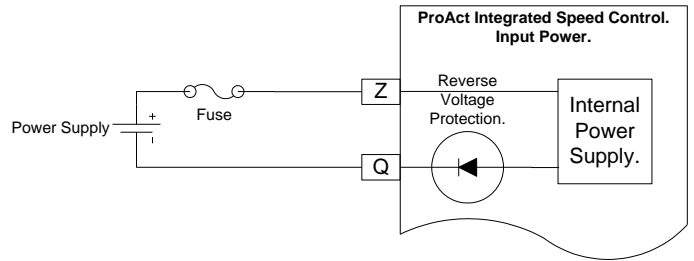 ProAct Integrated Speed Control.
Input Power.
Z
Reverse
Voltage
Protection.
Fuse
Internal
Power
Supply.
Power Supply
+
-
Q